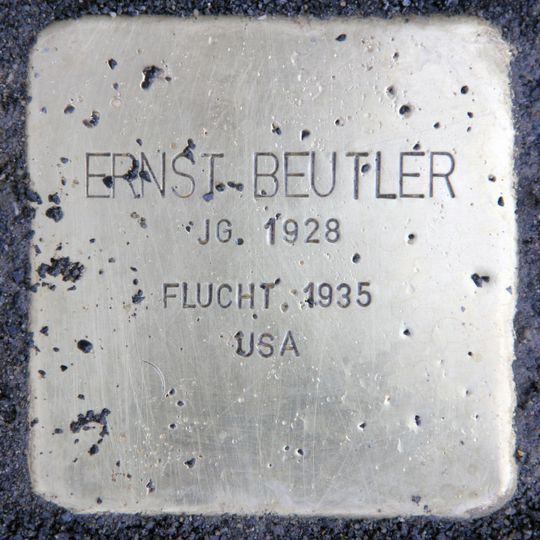 ERNST BEUTLER
JG. 1928
FLUCHT 1935
USA